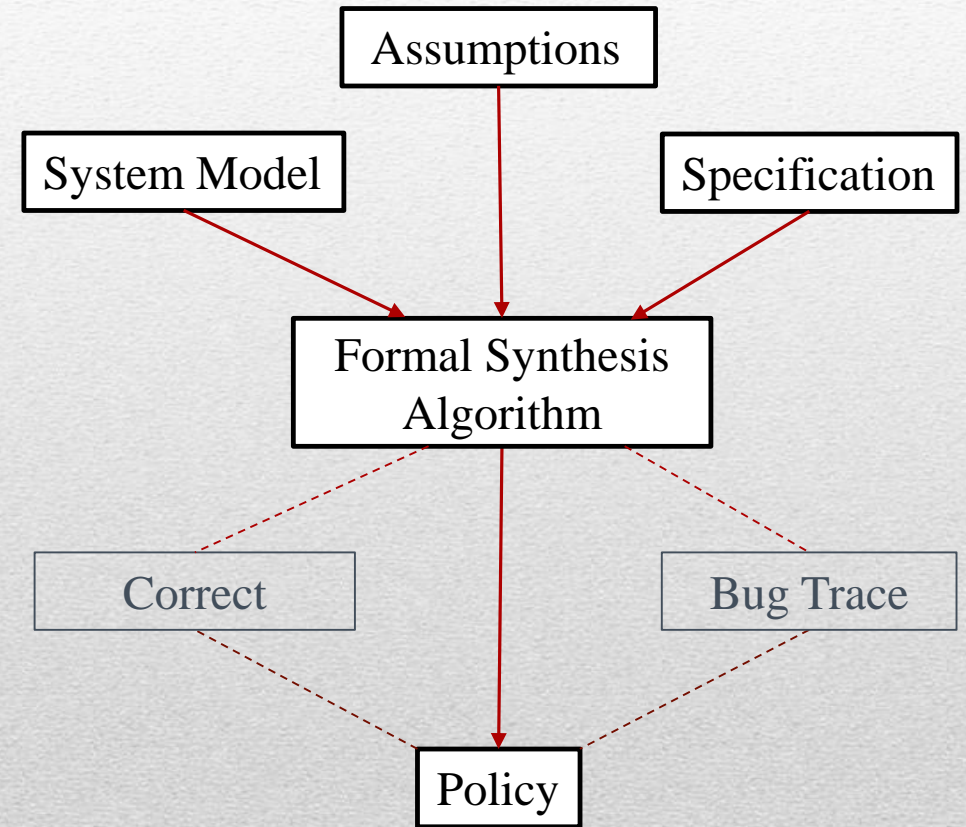 Assumptions
System Model
Specification
Formal Synthesis
Algorithm
Correct
Bug Trace
Policy